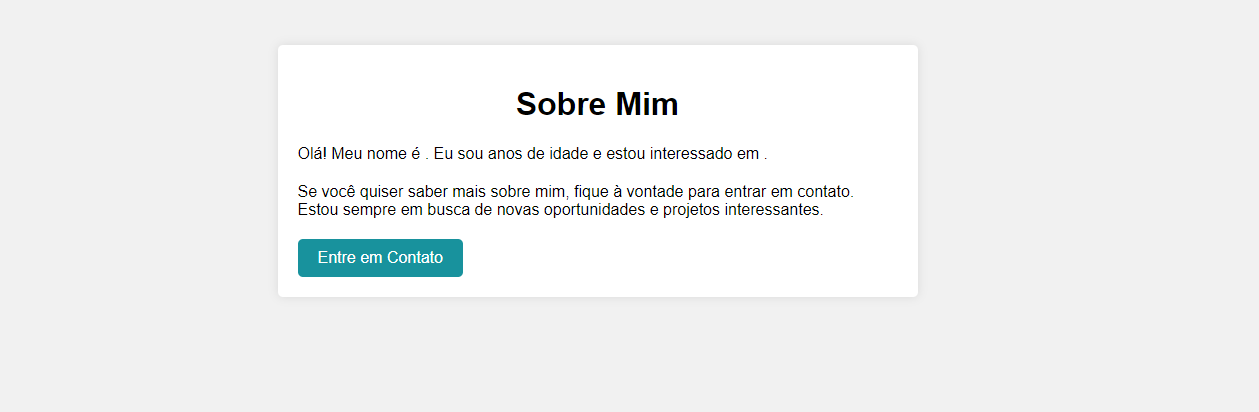 Sobre Mim
Olá! Meu nome é . Eu sou anos de idade e estou interessado em .
Se você quiser saber mais sobre mim, fique à vontade para entrar em contato.
Estou sempre em busca de novas oportunidades e projetos interessantes.
Entre em Contato